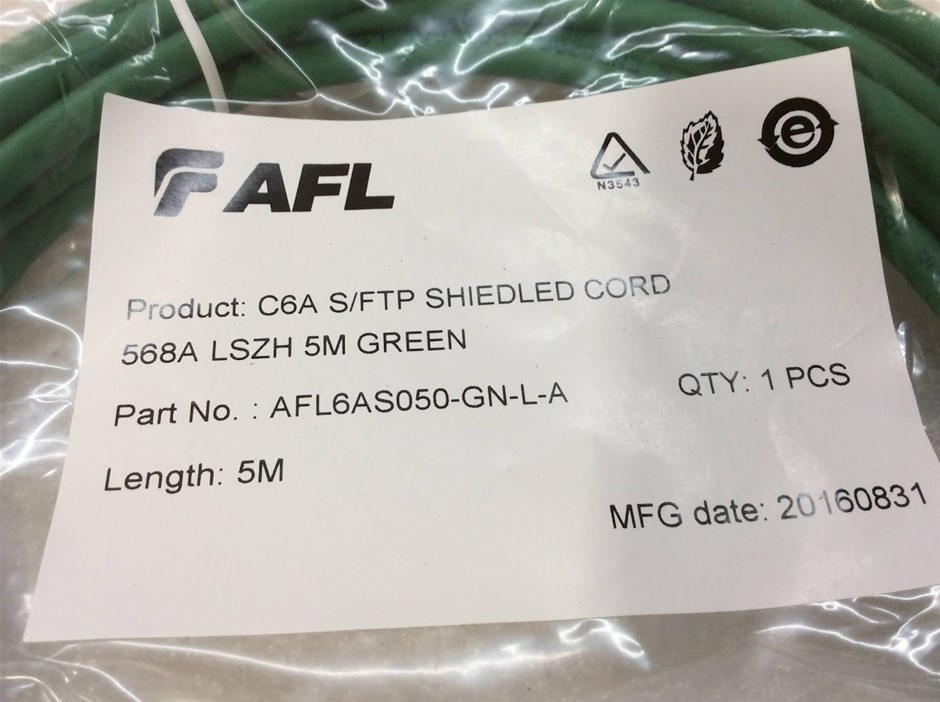 AFL
N3543
e
Product: C6A S/FTP SHIEDLED CORD
568A LSZH 5M GREEN
Part No. : AFL6AS050-GN-L-A
QTY: 1 PCS
Length: 5M
MFG date: 20160831